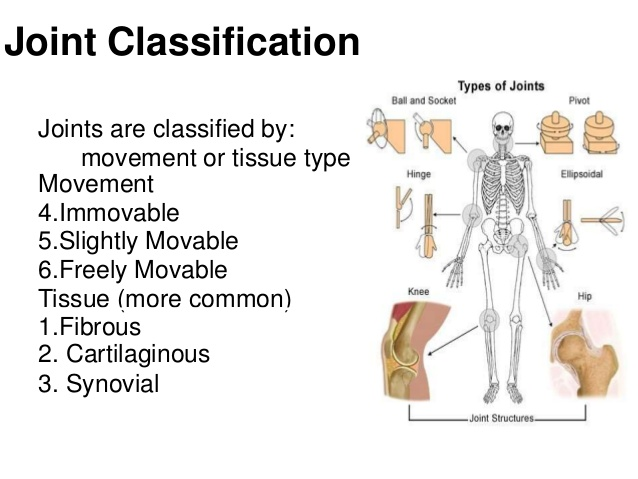 Joint Classification
Joints are classified by:
movement or tissue type
Movement
4.Immovable
5.Slightly Movable
6.Freely Movable
Tissue (more common)
1.Fibrous
2. Cartilaginous
3. Synovial
Types of Joints
Ball and Socket
Pivot
Hinge
Ellipsoidal
Knee
Hip
Joint Structures